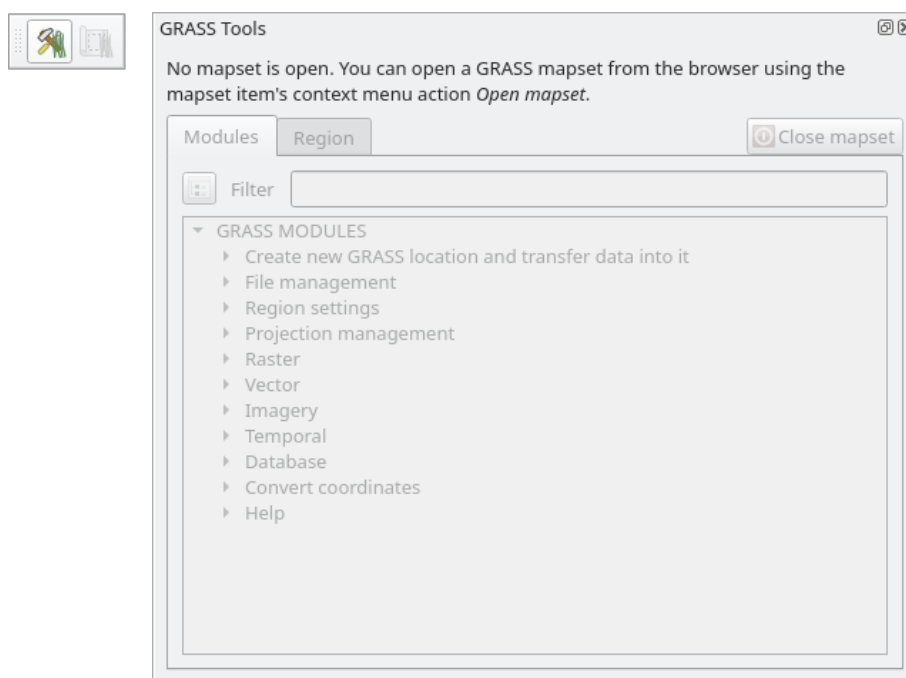 GRASS Tools
No mapset is open. You can open a GRASS mapset from the browser using the
mapset item's context menu action Open mapset.
Modules
Region
Close mapset
Filter
GRASS MODULES
Create new GRASS location and transfer data into it
File management
Region settings
Projection management
Raster
Vector
Imagery
Temporal
Database
Convert coordinates
Help